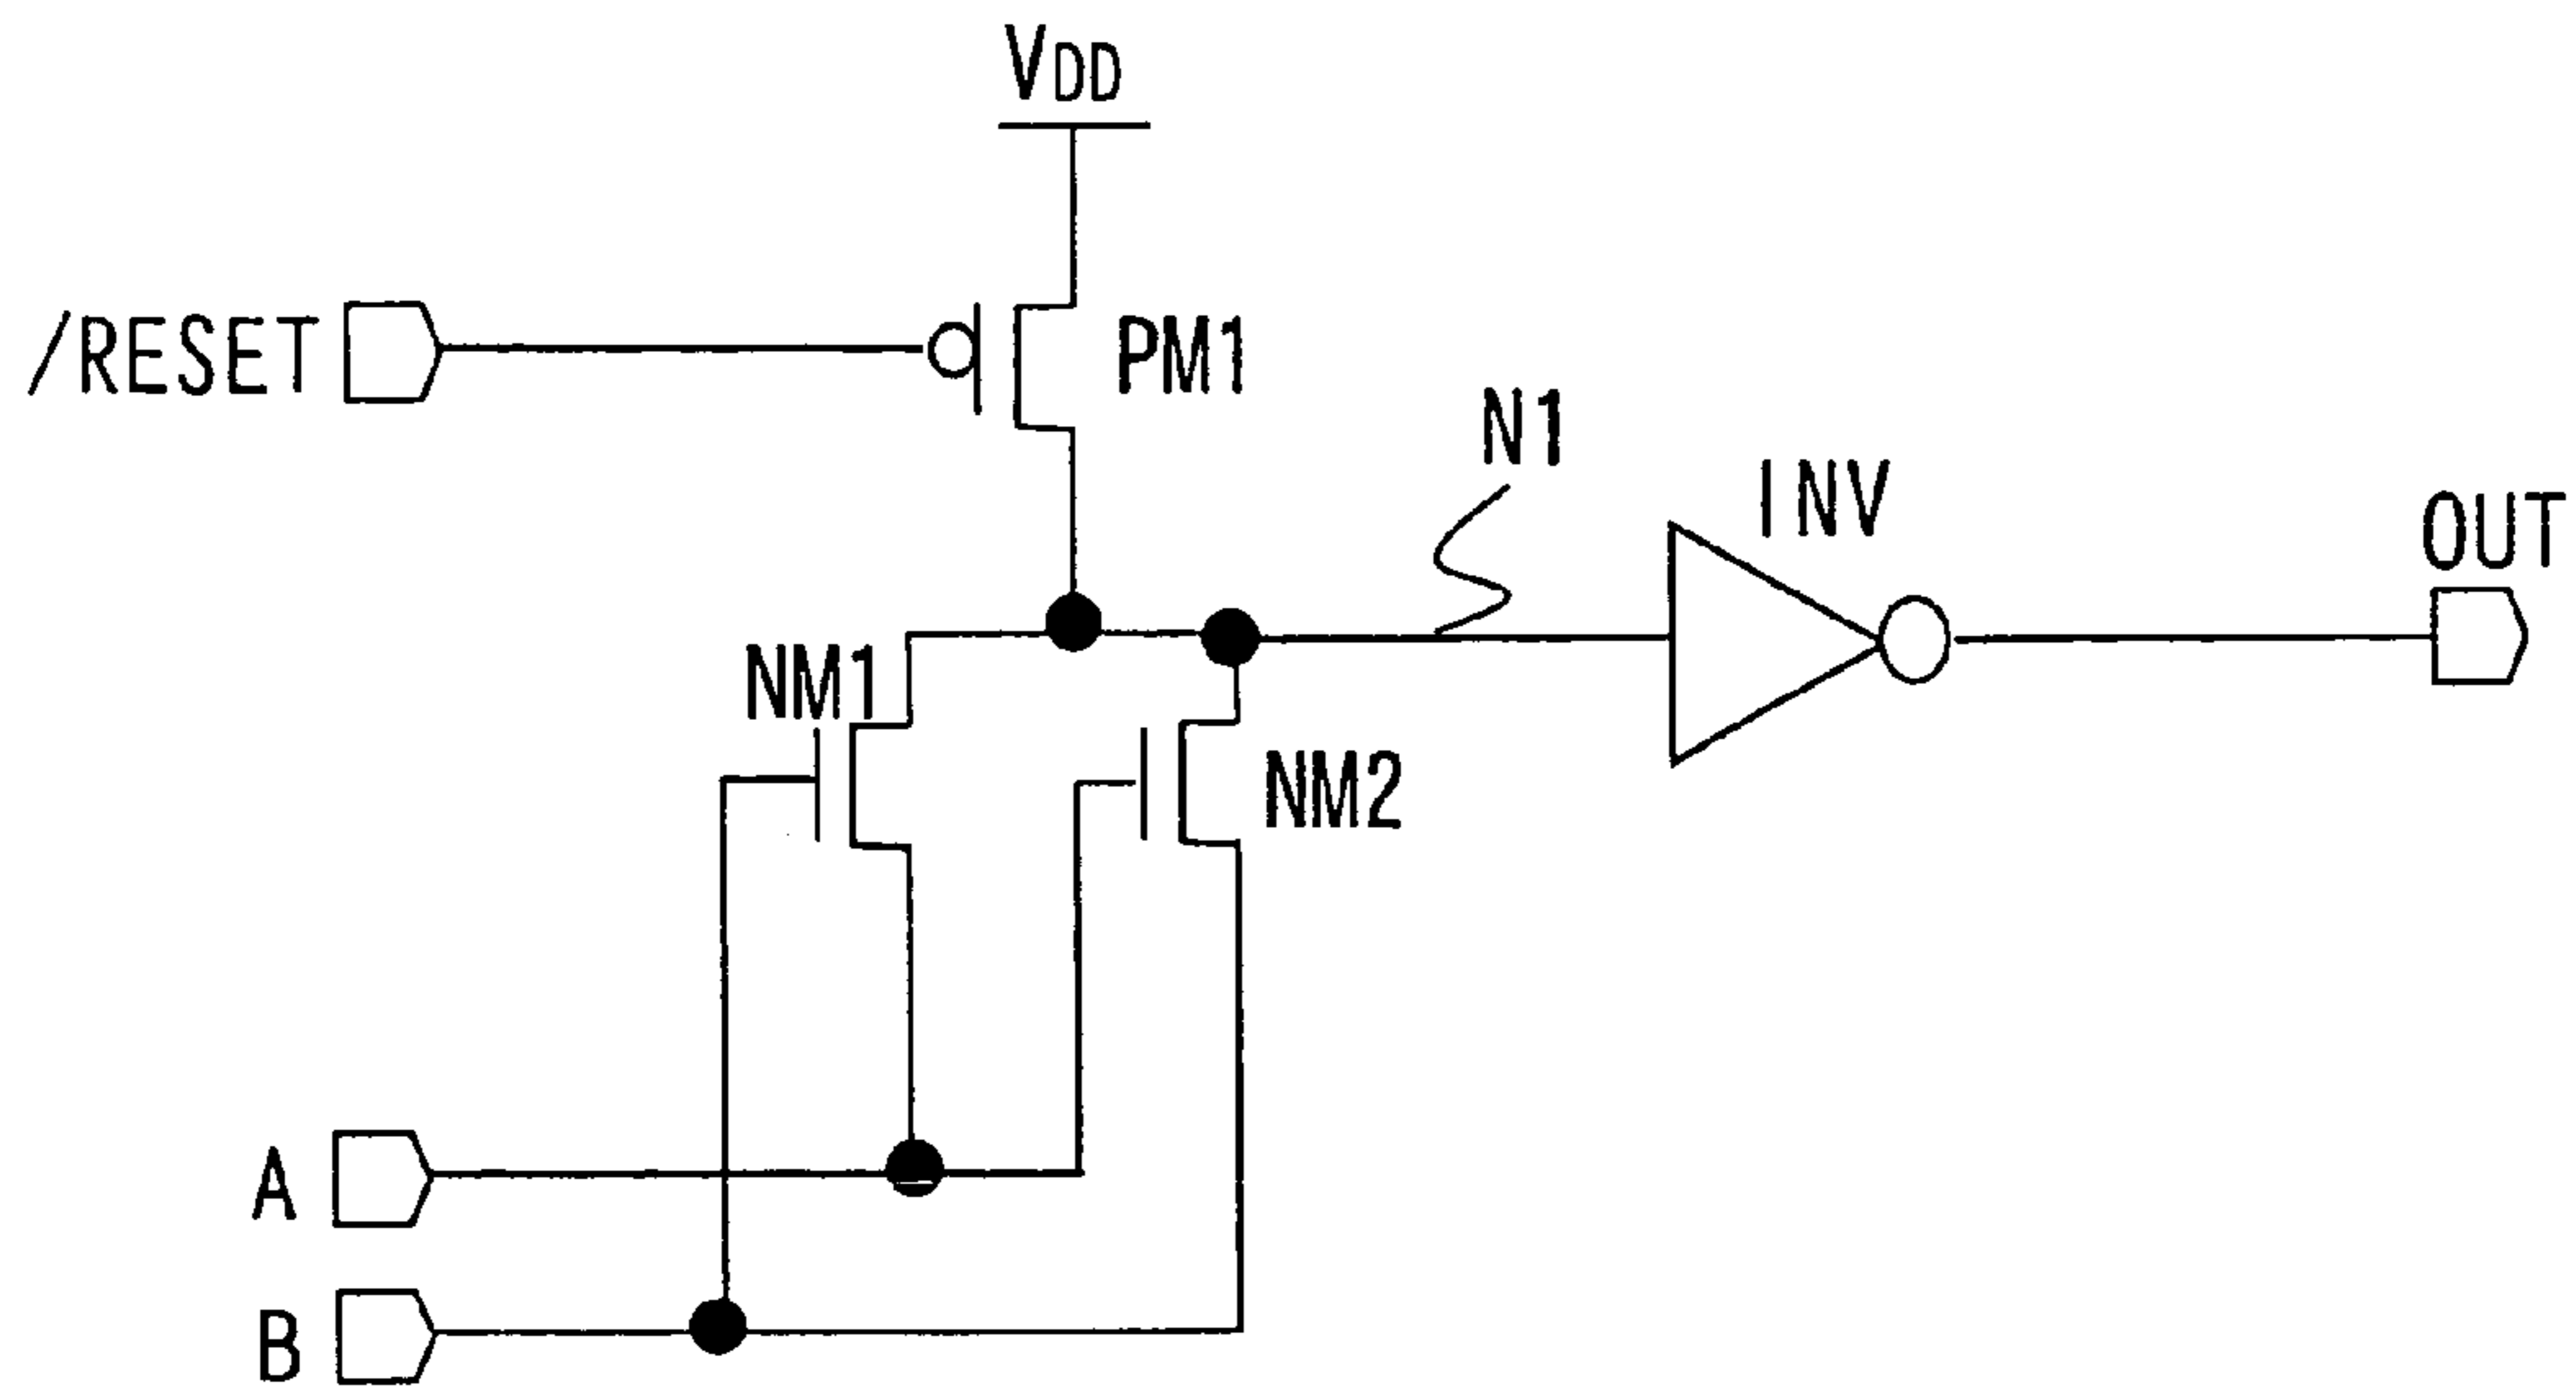 VDD
/RESET
PM1
N1
INV
OUT
NM1
NM2
A
B